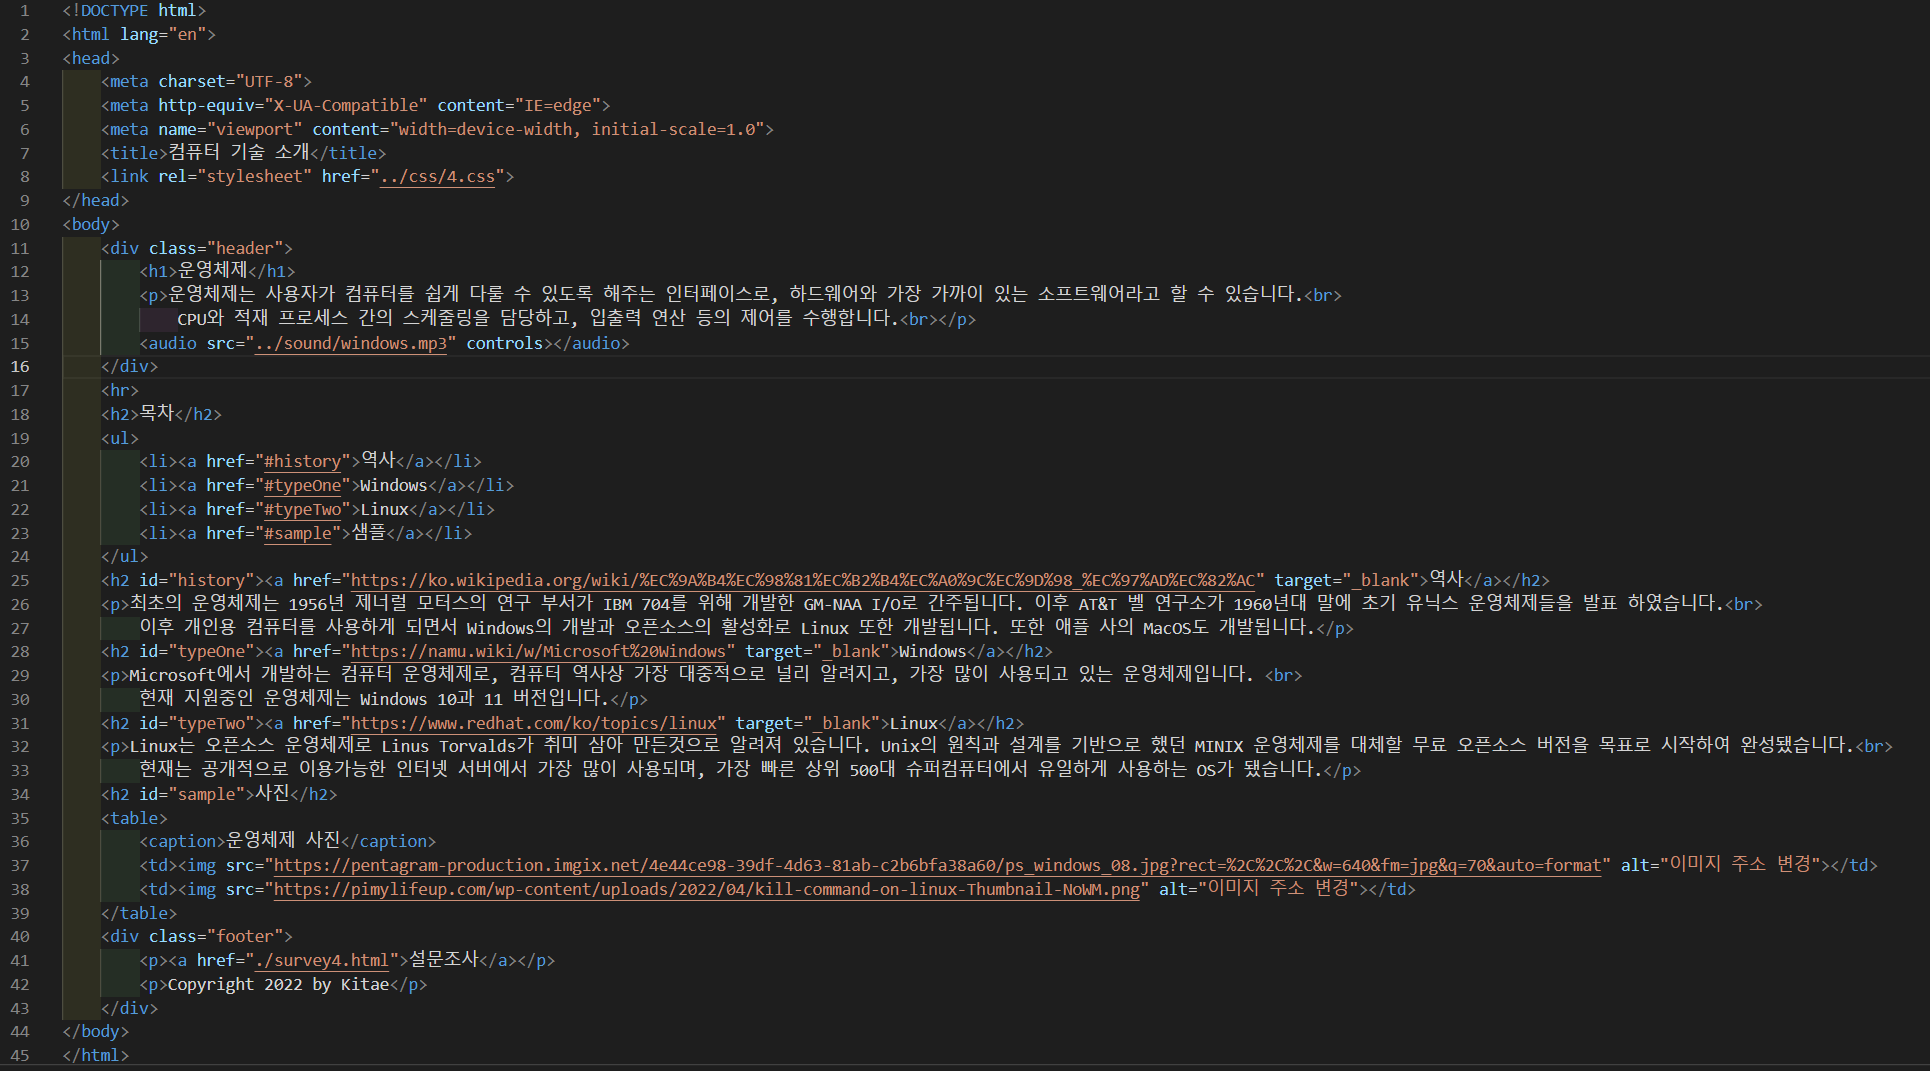 1 <!DOCTYPE html>
2 <html lang="en">
3 <head>
4 <meta charset="UTF-8">
5 <meta http-equiv="X-UA-Compatible" content="IE=edge">
6 <meta name="viewport" content="width=device-width, initial-scale=1.0">
7 <title>컴퓨터 기술 소개</title>
8 <link rel="stylesheet" href="../css/4.css">
9 </head>
10 <body>
11 <div class="header">
12 <h1>운영체제</h1>
13 <p>운영체제는 사용자가 컴퓨터를 쉽게 다룰 수 있도록 해주는 인터페이스로, 하드웨어와 가장 가까이 있는 소프트웨어라고 할 수 있습니다.<br>
14 CPU와 적재 프로세스 간의 스케줄링을 담당하고, 입출력 연산 등의 제어를 수행합니다.<br></p>
15 <audio src="../sound/windows.mp3" controls></audio>
16 </div>
17 <hr>
18 <h2>목차</h2>
19 <ul>
20 <li><a href="#history">역사</a></li>
21 <li><a href="#typeOne">Windows</a></li>
22 <li><a href="#typeTwo">Linux</a></li>
23 <li><a href="#sample">샘플</a></li>
24 </ul>
25 <h2 id="history"><a href="https://ko.wikipedia.org/wiki/%EC%9A%B4%EC%98%81%EC%B2%B4%EC%A0%9C%EC%9D%98_%EC%97%AD%EC%82%AC" target="_blank">역사</a></h2>
26 <p>최초의 운영체제는 1956년 제너럴 모터스의 연구 부서가 IBM 704를 위해 개발한 GM-NAA I/O로 간주됩니다. 이후 AT&T 벨 연구소가 1960년대 말에 초기 유닉스 운영체제들을 발표 하였습니다.<br>
27 이후 개인용 컴퓨터를 사용하게 되면서 Windows의 개발과 오픈소스의 활성화로 Linux 또한 개발됩니다. 또한 애플 사의 MacOS도 개발됩니다.</p>
28 <h2 id="typeOne"><a href="https://namu.wiki/w/Microsoft%20Windows" target="_blank">Windows</a></h2>
29 <p>Microsoft에서 개발하는 컴퓨터 운영체제로, 컴퓨터 역사상 가장 대중적으로 널리 알려지고, 가장 많이 사용되고 있는 운영체제입니다. <br>
30 현재 지원중인 운영체제는 Windows 10과 11 버전입니다.</p>
31 <h2 id="typeTwo"><a href="https://www.redhat.com/ko/topics/linux" target="_blank">Linux</a></h2>
32 <p>Linux는 오픈소스 운영체제로 Linus Torvalds가 취미 삼아 만든것으로 알려져 있습니다. Unix의 원칙과 설계를 기반으로 했던 MINIX 운영체제를 대체할 무료 오픈소스 버전을 목표로 시작하여 완성됐습니다.<br>
33 현재는 공개적으로 이용가능한 인터넷 서버에서 가장 많이 사용되며, 가장 빠른 상위 500대 슈퍼컴퓨터에서 유일하게 사용하는 OS가 됐습니다.</p>
34 <h2 id="sample">사진</h2>
35 <table>
36 <caption>운영체제 사진</caption>
37 <td><img src="https://pentagram-production.imgix.net/4e44ce98-39df-4d63-81ab-c2b6bfa38a60/ps_windows_08.jpg?rect=%2C%2C%2C&w=640&fm=jpg&q=70&auto=format" alt="이미지 주소 변경"></td>
38 <td><img src="https://pimylifeup.com/wp-content/uploads/2022/04/kill-command-on-linux-Thumbnail-NoWM.png" alt="이미지 주소 변경"></td>
39 </table>
40 <div class="footer">
41 <p><a href="./survey4.html">설문조사</a></p>
42 <p>Copyright 2022 by Kitae</p>
43 </div>
44 </body>
45 </html>